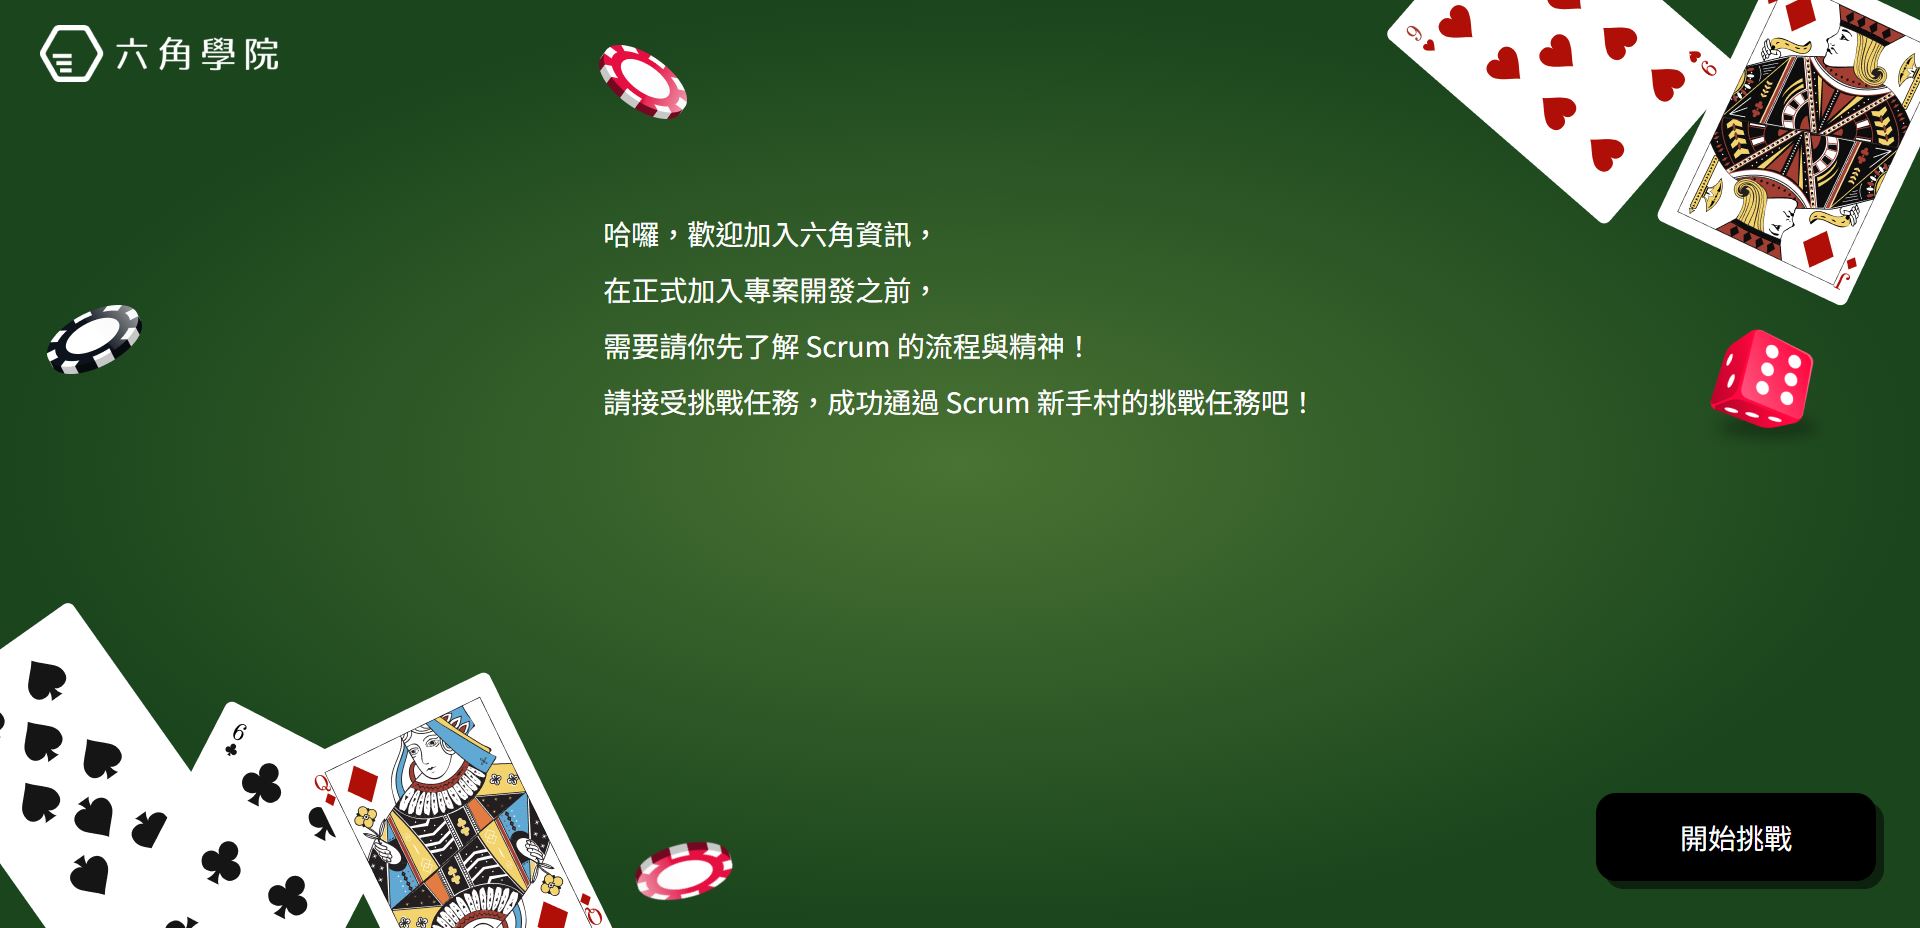 六角學院
9
9
J
哈囉，歡迎加入六角資訊，
在正式加入專案開發之前，
需要請你先了解 Scrum 的流程與精神！
請接受挑戰任務，成功通過 Scrum 新手村的挑戰任務吧！
6
Q
Q
開始挑戰